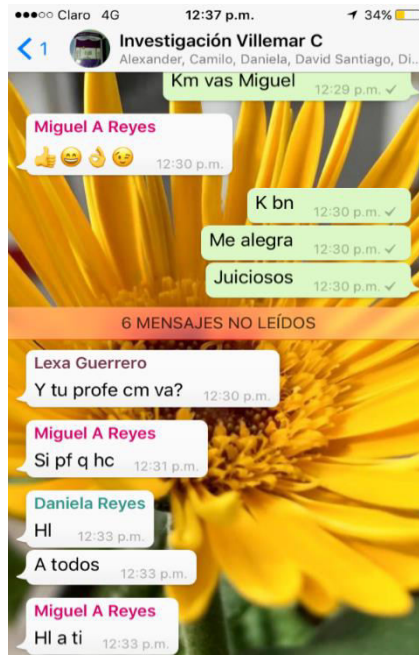 Claro 4G 12:37 p.m. 34%
1 Investigación Villemar C
Alexander, Camilo, Daniela, David Santiago, Di...
Km vas Miguel 12:29 p.m.
Miguel A Reyes
👍😄👌😉 12:30 p.m.
K bn 12:30 p.m.
Me alegra 12:30 p.m.
Juiciosos 12:30 p.m.
6 MENSAJES NO LEÍDOS
Lexa Guerrero
Y tu profe cm va? 12:30 p.m.
Miguel A Reyes
Si pf q hc 12:31 p.m.
Daniela Reyes
Hl 12:33 p.m.
A todos 12:33 p.m.
Miguel A Reyes
Hl a ti 12:33 p.m.